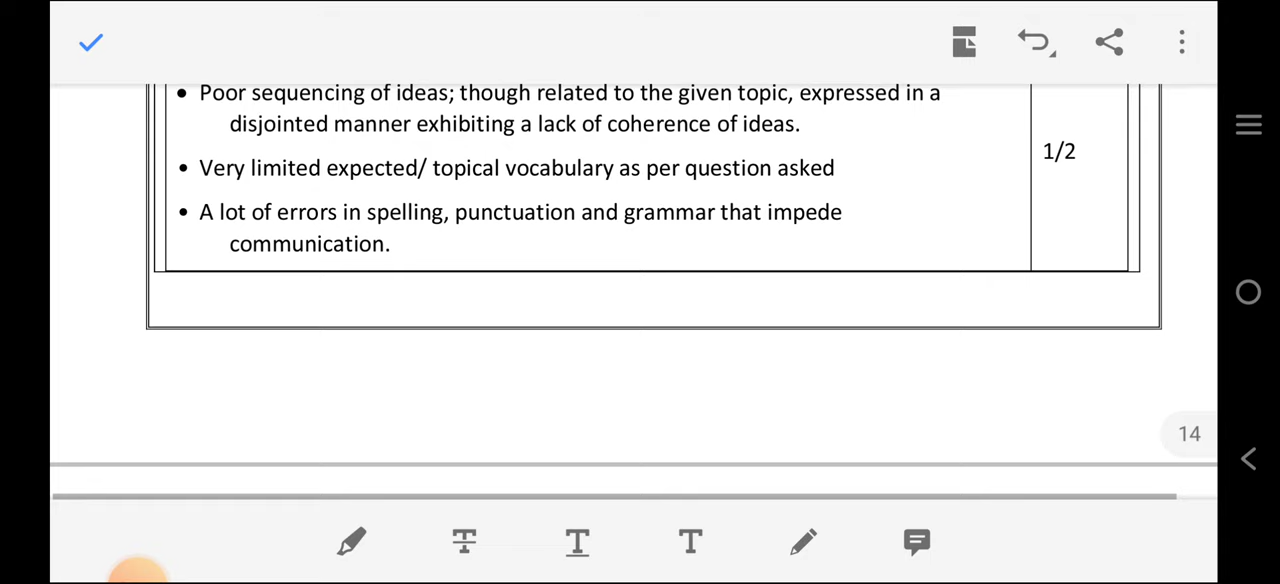 • Poor sequencing of ideas; though related to the given topic, expressed in a
disjointed manner exhibiting a lack of coherence of ideas.
1/2
• Very limited expected/ topical vocabulary as per question asked
• A lot of errors in spelling, punctuation and grammar that impede
communication.
14
T
T
T